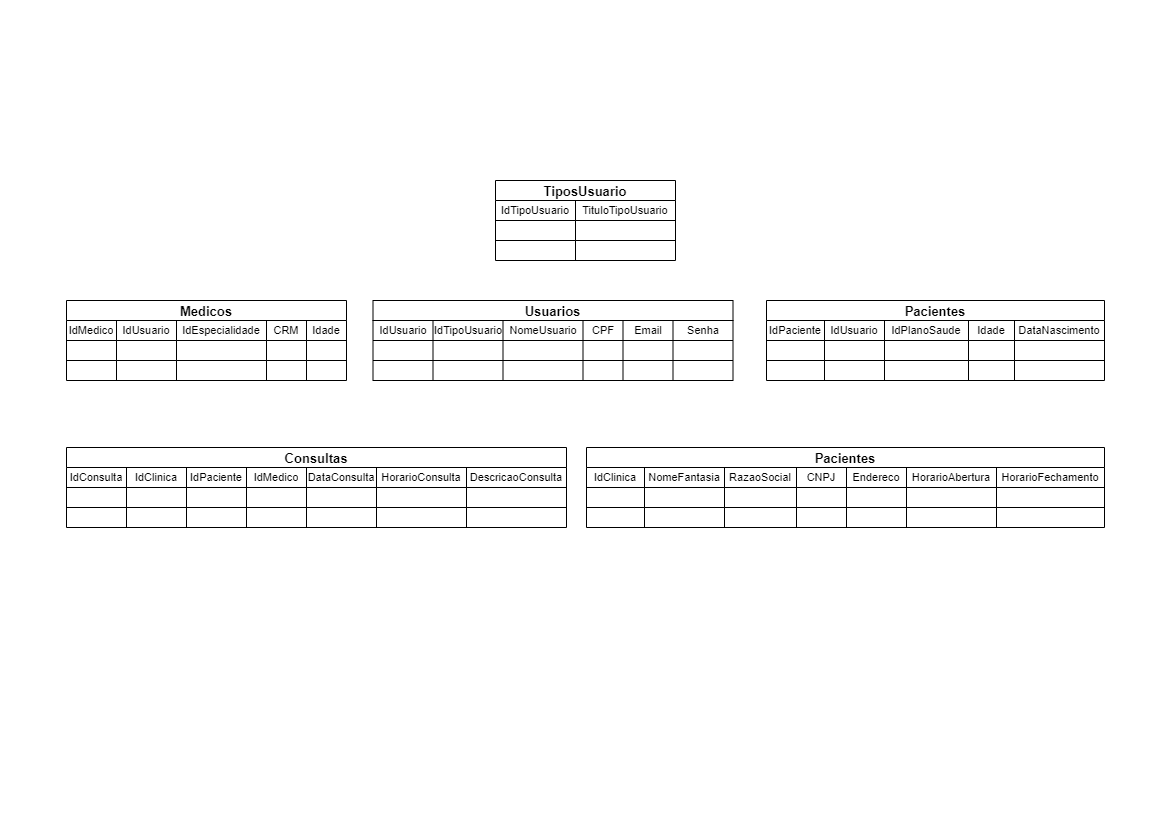 TiposUsuario
IdTipoUsuario TituloTipoUsuario
Medicos
IdMedico IdUsuario IdEspecialidade CRM Idade
Usuarios
IdUsuario IdTipoUsuario NomeUsuario CPF Email Senha
Pacientes
IdPaciente IdUsuario IdPlanoSaude Idade DataNascimento
Consultas
IdConsulta IdClinica IdPaciente IdMedico DataConsulta HorarioConsulta DescricaoConsulta
Pacientes
IdClinica NomeFantasia RazaoSocial CNPJ Endereco HorarioAbertura HorarioFechamento